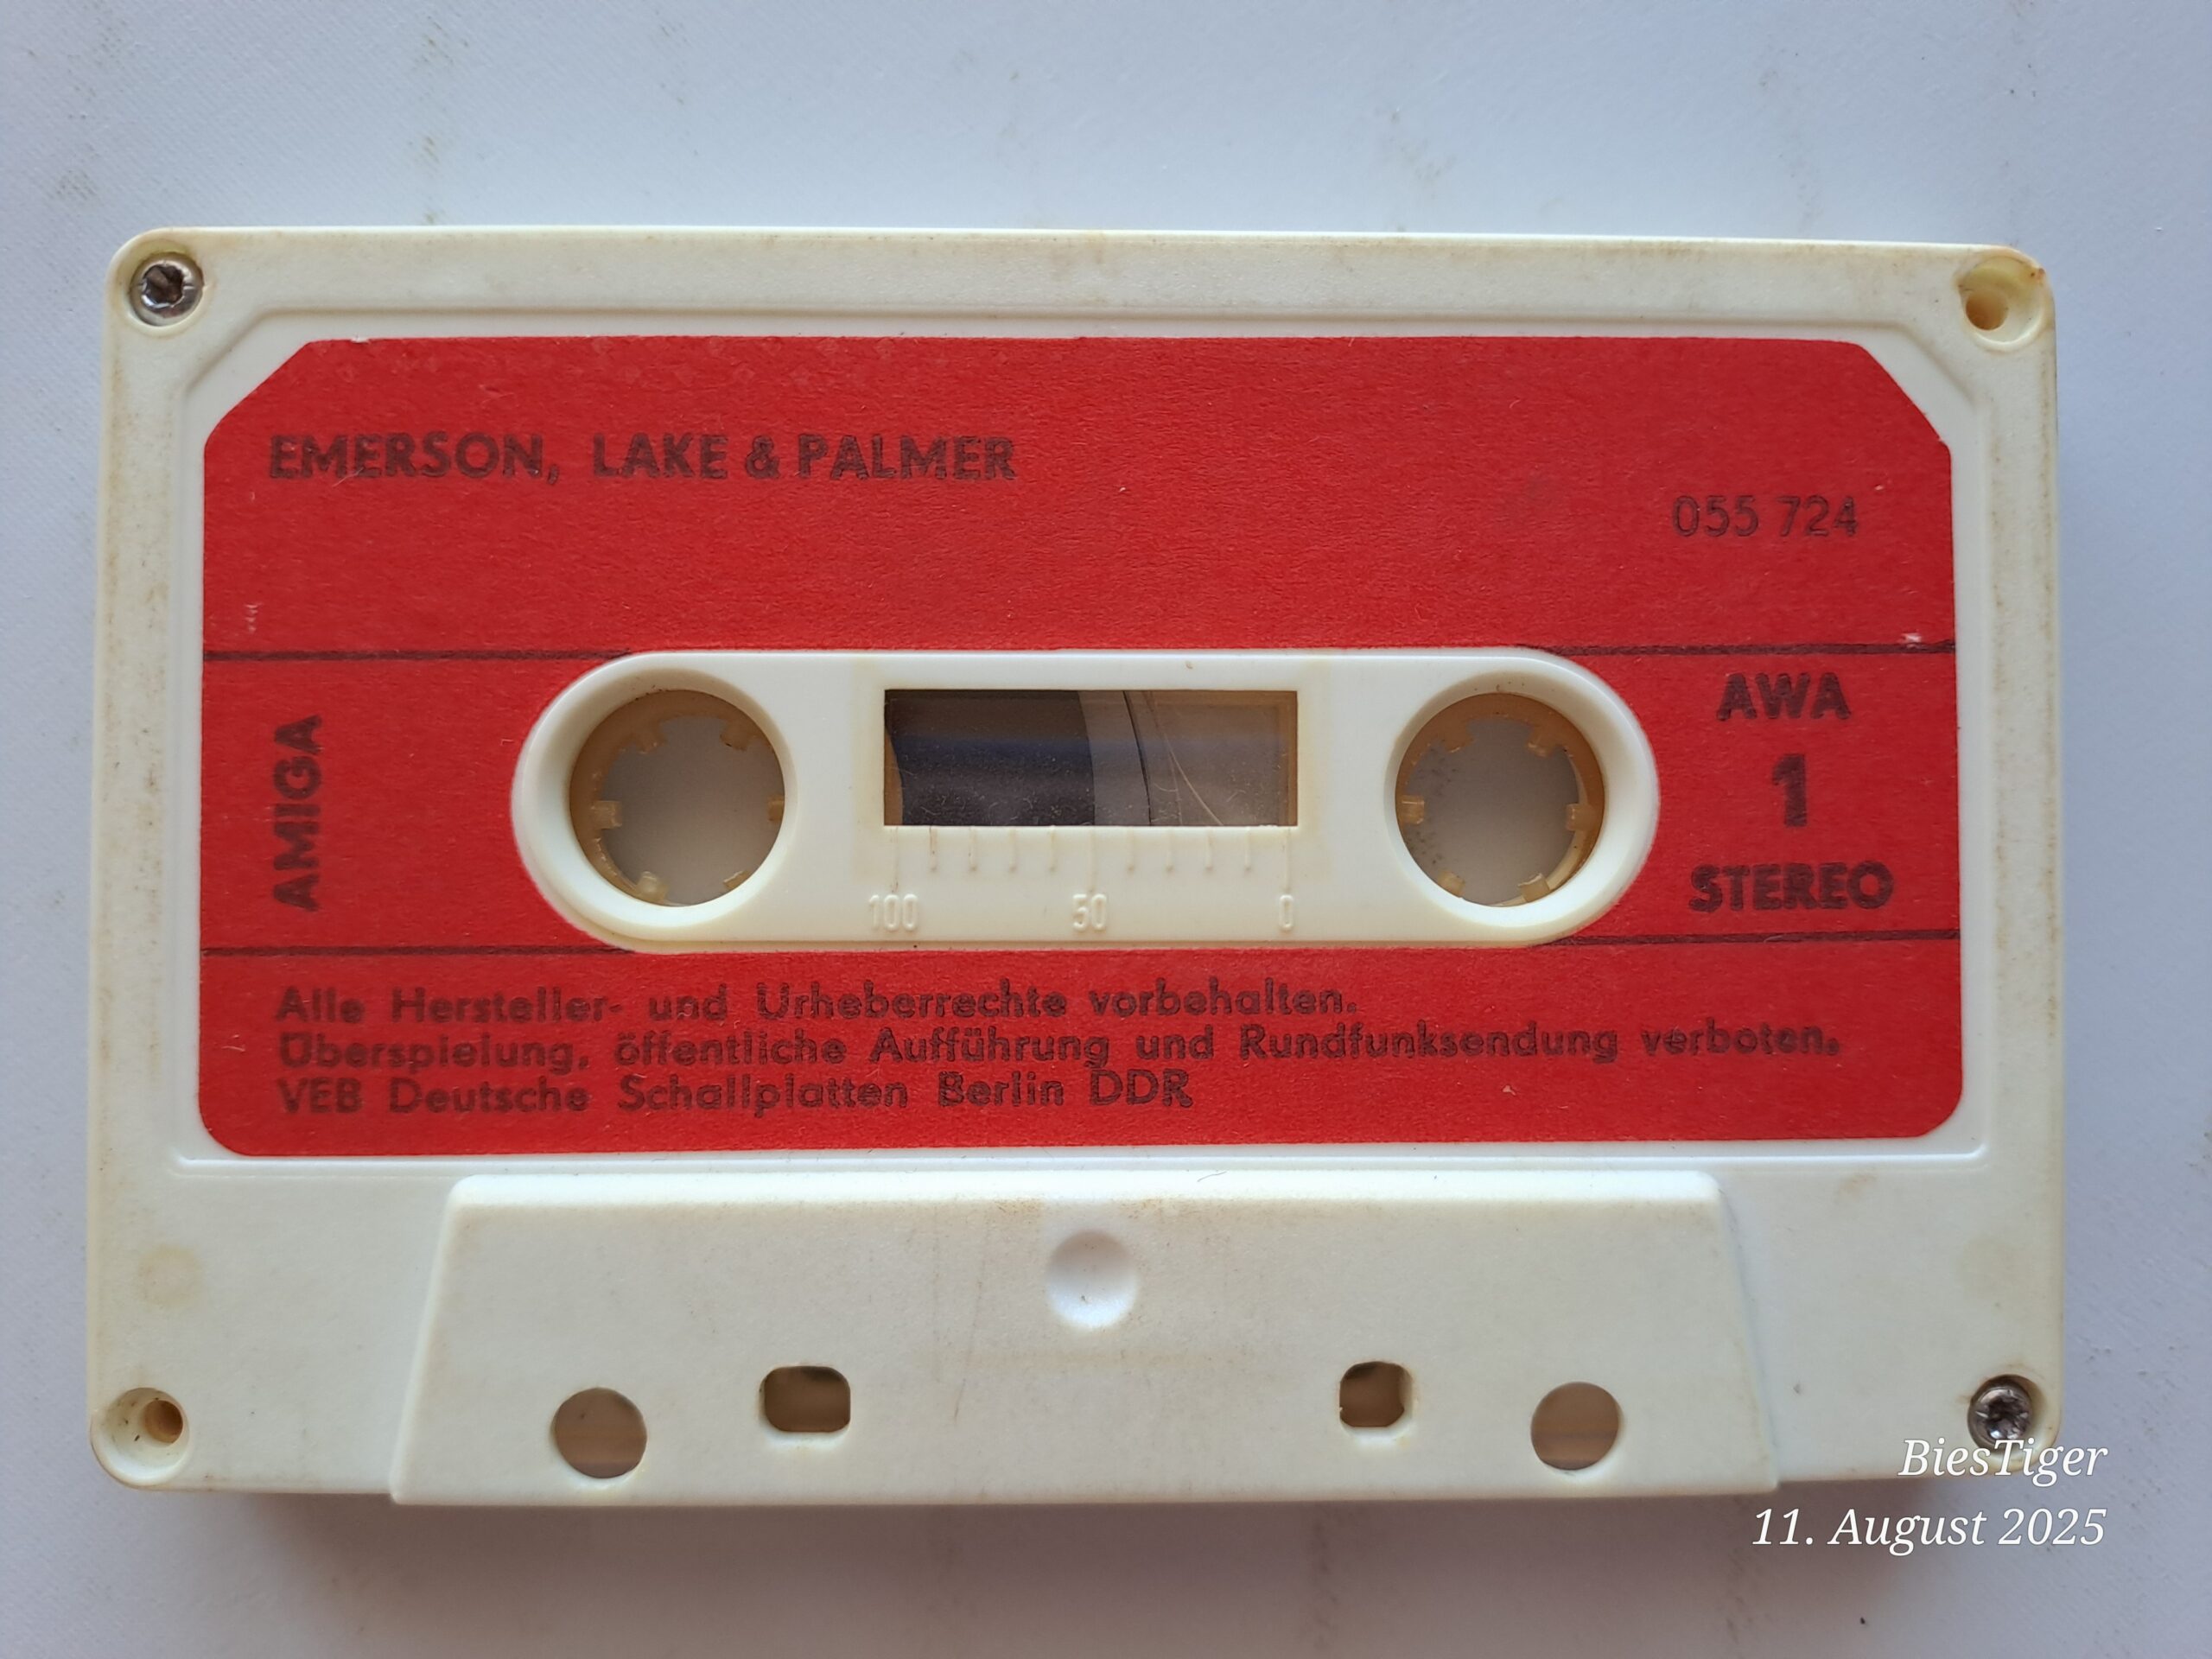 EMERSON, LAKE & PALMER
055 724
AMIGA
AWA
1
STEREO
100 50 0
Alle Hersteller- und Urheberrechte vorbehalten.
Überspielung, öffentliche Aufführung und Rundfunksendung verboten.
VEB Deutsche Schallplatten Berlin DDR
BiesTiger
11. August 2025